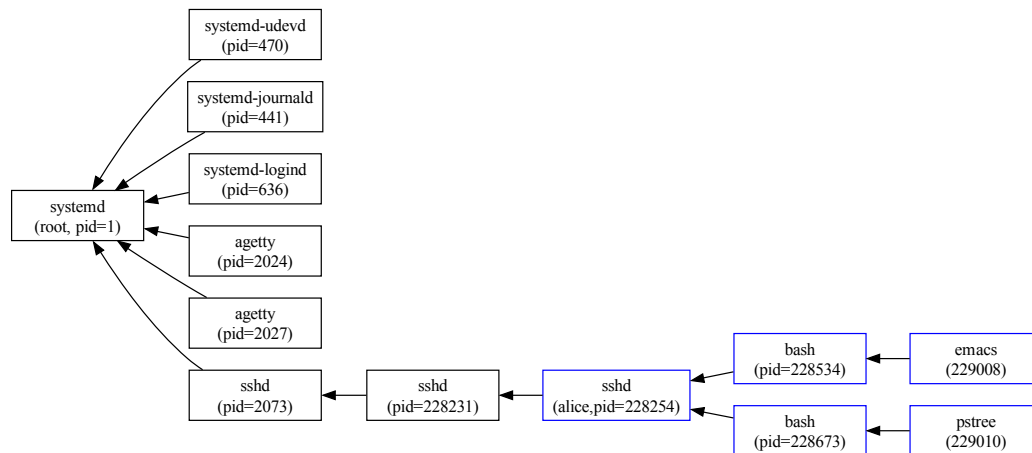 systemd-udevd
(pid=470)
systemd-journald
(pid=441)
systemd-logind
(pid=636)
systemd
(root, pid=1)
agetty
(pid=2024)
agetty
(pid=2027)
sshd
(pid=2073)
sshd
(pid=228231)
sshd
(alice,pid=228254)
bash
(pid=228534)
emacs
(229008)
bash
(pid=228673)
pstree
(229010)